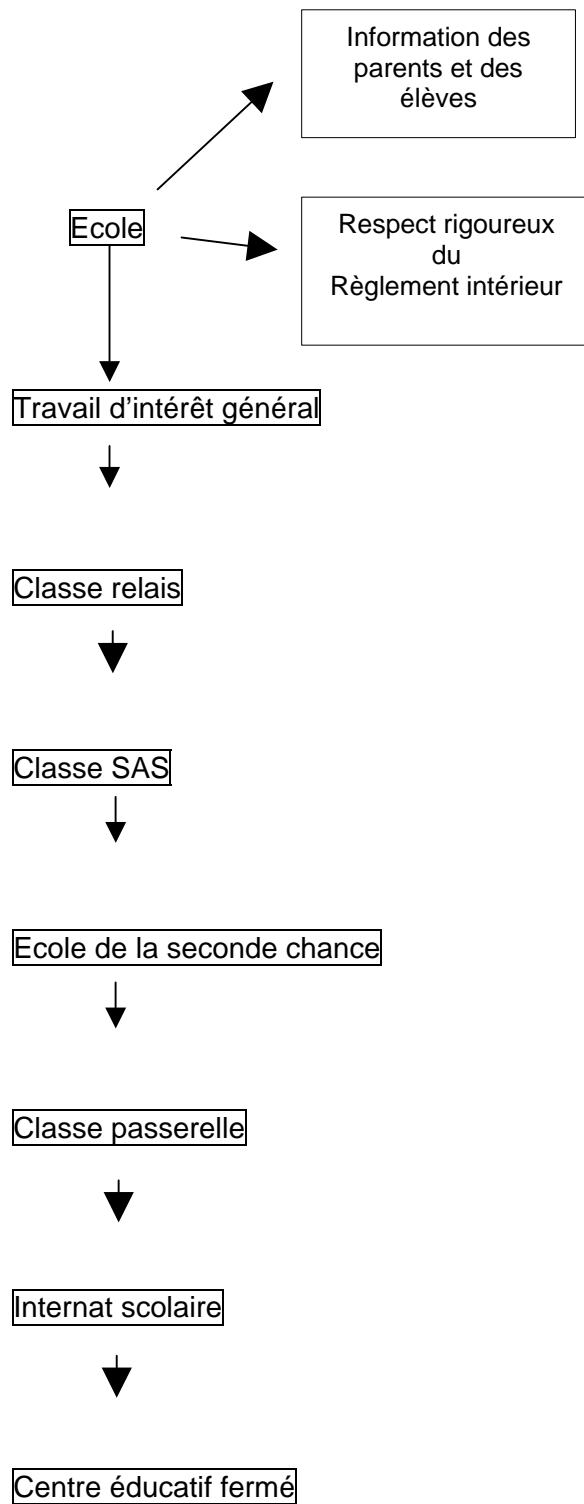 Information des
parents et des
élèves
Ecole
Respect rigoureux
du
Règlement intérieur
Travail d'intérêt général
Classe relais
Classe SAS
Ecole de la seconde chance
Classe passerelle
Internat scolaire
Centre éducatif fermé